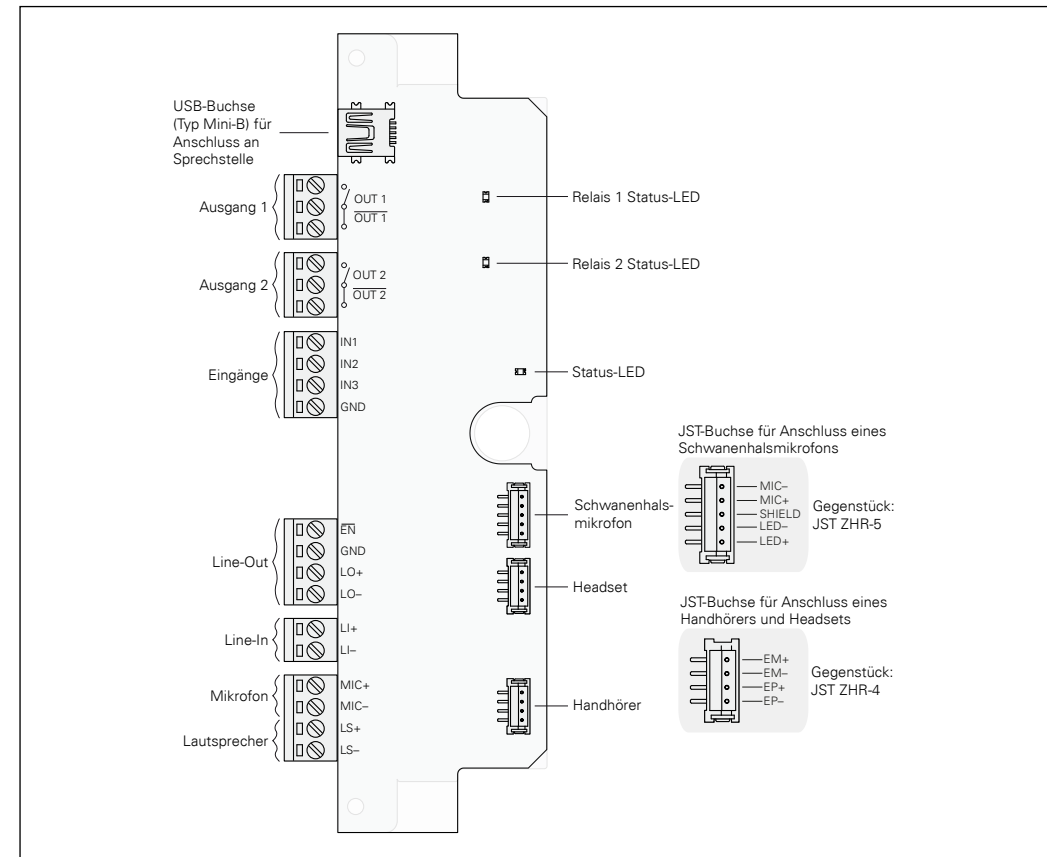 USB-Buchse
(Typ Mini-B) für
Anschluss an
Sprechstelle
Ausgang 1
OUT 1
OUT 1
Relais 1 Status-LED
Ausgang 2
OUT 2
OUT 2
Relais 2 Status-LED
Eingänge
IN1
IN2
IN3
GND
Status-LED
JST-Buchse für Anschluss eines
Schwanenhalsmikrofons
MIC–
MIC+
SHIELD
LED–
LED+
Gegenstück:
JST ZHR-5
Schwanenhals-
mikrofon
Line-Out
EN
GND
LO+
LO–
Headset
JST-Buchse für Anschluss eines
Handhörers und Headsets
EM+
EM–
EP+
EP–
Gegenstück:
JST ZHR-4
Line-In
LI+
LI–
Mikrofon
MIC+
MIC–
Handhörer
Lautsprecher
LS+
LS–